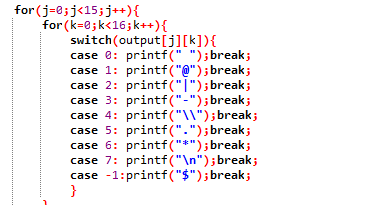 for(j=0;j<15;j++){
for(k=0;k<16;k++){
switch(output[j][k]){
case 0: printf(" ");break;
case 1: printf("@");break;
case 2: printf("|");break;
case 3: printf("-");break;
case 4: printf("\\");break;
case 5: printf(".");break;
case 6: printf("*");break;
case 7: printf("\n");break;
case -1:printf("$");break;
}
}